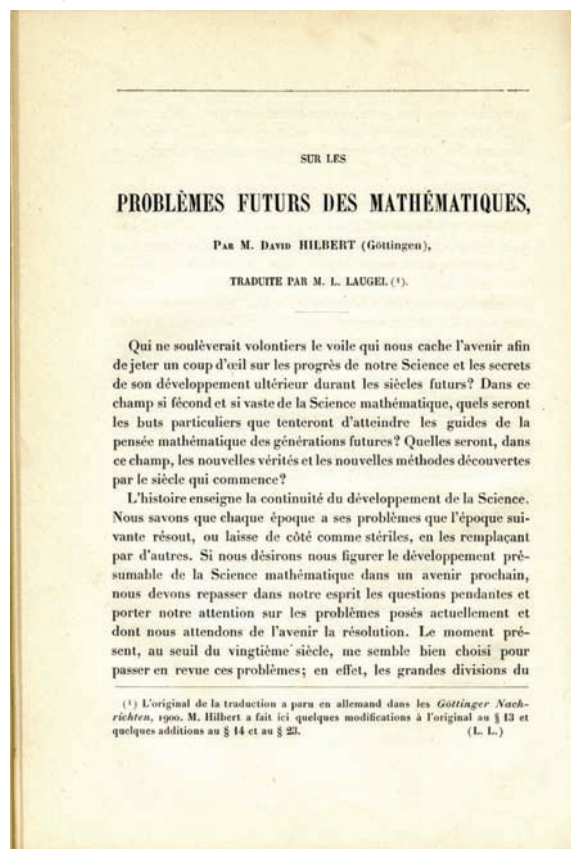 SUR LES
PROBLÈMES FUTURS DES MATHÉMATIQUES,
PAR M. DAVID HILBERT (Göttingen),
TRADUITE PAR M. L. LAUGEL (¹).
Qui ne soulèverait volontiers le voile qui nous cache l'avenir afin
de jeter un coup d'œil sur les progrès de notre Science et les secrets
de son développement ultérieur durant les siècles futurs? Dans ce
champ si fécond et si vaste de la Science mathématique, quels seront
les buts particuliers que tenteront d'atteindre les guides de la
pensée mathématique des générations futures? Quelles seront, dans
ce champ, les nouvelles vérités et les nouvelles méthodes découvertes
par le siècle qui commence?
L'histoire enseigne la continuité du développement de la Science.
Nous savons que chaque époque a ses problèmes que l'époque sui-
vante résout, ou laisse de côté comme stériles, en les remplaçant
par d'autres. Si nous désirons nous figurer le développement pré-
sumable de la Science mathématique dans un avenir prochain,
nous devons repasser dans notre esprit les questions pendantes et
porter notre attention sur les problèmes posés actuellement et
dont nous attendons de l'avenir la résolution. Le moment pré-
sent, au seuil du vingtième siècle, me semble bien choisi pour
passer en revue ces problèmes; en effet, les grandes divisions du
(¹) L'original de la traduction a paru en allemand dans les Göttinger Nach-
richten, 1900. M. Hilbert a fait ici quelques modifications à l'original au § 13 et
quelques additions au § 14 et au § 23. (L. L.)